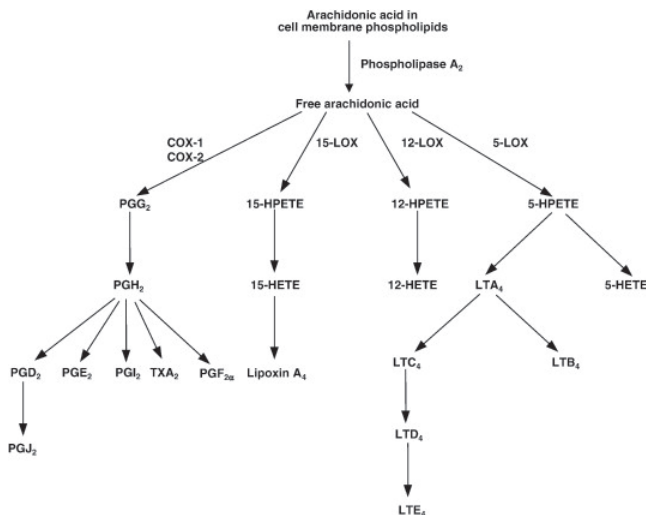 Arachidonic acid in
cell membrane phospholipids
Phospholipase A₂
Free arachidonic acid
COX-1
COX-2
15-LOX
12-LOX
5-LOX
PGG₂
15-HPETE
12-HPETE
5-HPETE
PGH₂
15-HETE
12-HETE
LTA₄
5-HETE
PGD₂
PGE₂
PGI₂
TXA₂
PGF₂α
Lipoxin A₄
LTC₄
LTB₄
PGJ₂
LTD₄
LTE₄